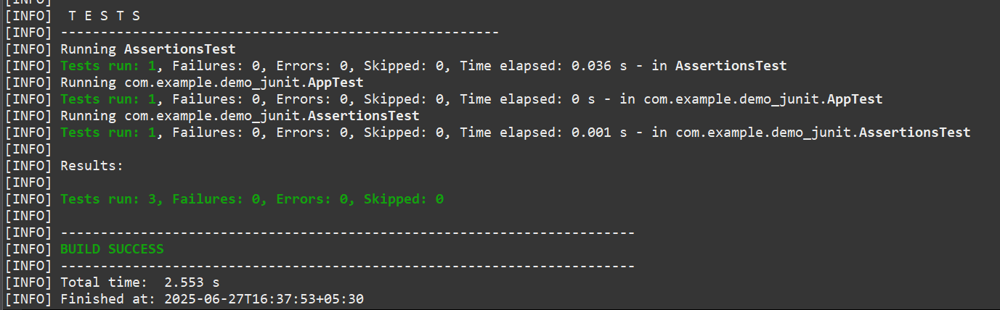 [INFO]
[INFO]  T E S T S
[INFO] -------------------------------------------------------
[INFO] Running AssertionsTest
[INFO] Tests run: 1, Failures: 0, Errors: 0, Skipped: 0, Time elapsed: 0.036 s - in AssertionsTest
[INFO] Running com.example.demo_junit.AppTest
[INFO] Tests run: 1, Failures: 0, Errors: 0, Skipped: 0, Time elapsed: 0 s - in com.example.demo_junit.AppTest
[INFO] Running com.example.demo_junit.AssertionsTest
[INFO] Tests run: 1, Failures: 0, Errors: 0, Skipped: 0, Time elapsed: 0.001 s - in com.example.demo_junit.AssertionsTest
[INFO]
[INFO] Results:
[INFO]
[INFO] Tests run: 3, Failures: 0, Errors: 0, Skipped: 0
[INFO]
[INFO] ------------------------------------------------------------------------
[INFO] BUILD SUCCESS
[INFO] ------------------------------------------------------------------------
[INFO] Total time:  2.553 s
[INFO] Finished at: 2025-06-27T16:37:53+05:30